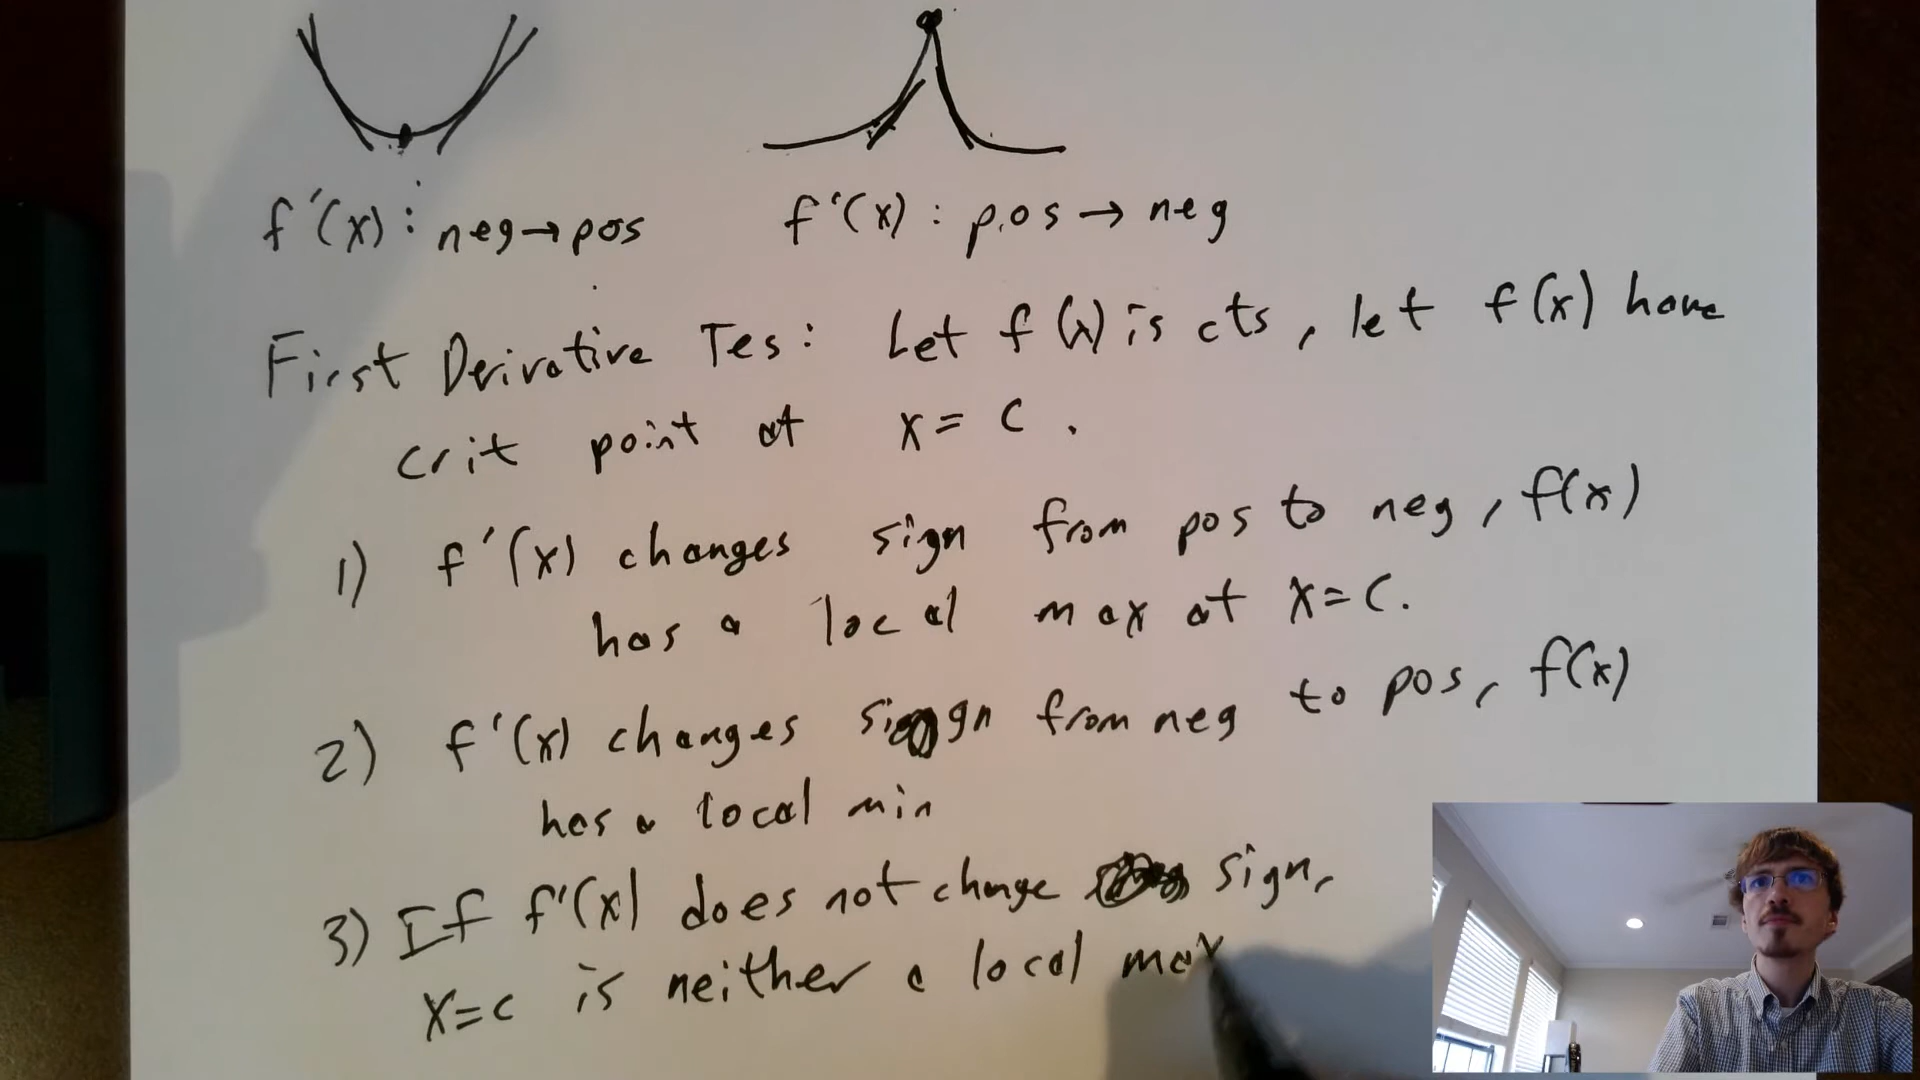 f'(x): neg→pos
f'(x): pos→neg
First Derivative Tes: Let f(x) is cts, let f(x) have
crit point at x=c.
1) f'(x) changes sign from pos to neg, f(x)
has a local max at x=c.
2) f'(x) changes sign from neg to pos, f(x)
has a local min
3) If f'(x) does not change sign,
x=c is neither a local max